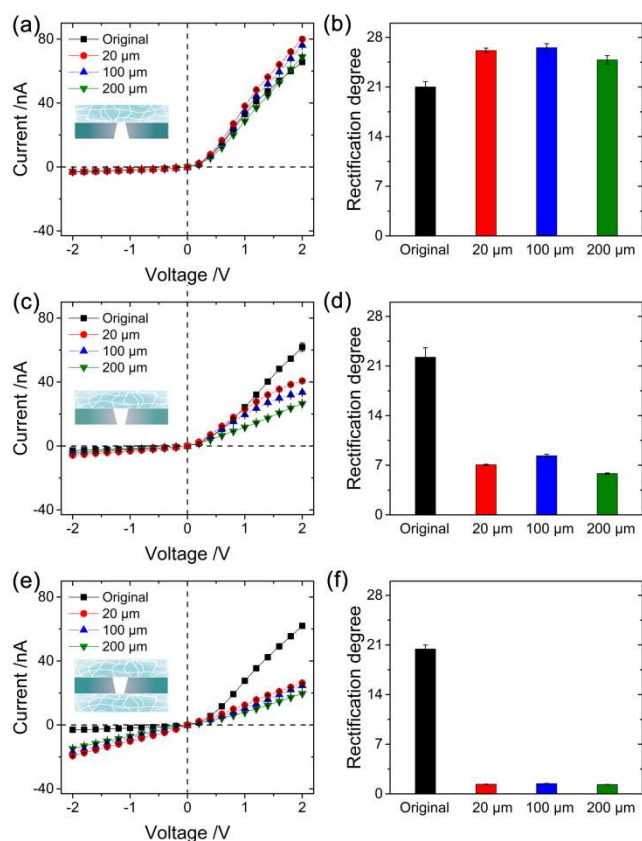 (a)
Original
20 μm
100 μm
200 μm
Current /nA
80
40
0
-40
-2
-1
0
1
2
Voltage /V
(b)
Rectification degree
28
21
14
7
0
Original
20 μm
100 μm
200 μm
(c)
Original
20 μm
100 μm
200 μm
Current /nA
80
40
0
-40
-2
-1
0
1
2
Voltage /V
(d)
Rectification degree
28
21
14
7
0
Original
20 μm
100 μm
200 μm
(e)
Original
20 μm
100 μm
200 μm
Current /nA
80
40
0
-40
-2
-1
0
1
2
Voltage /V
(f)
Rectification degree
28
21
14
7
0
Original
20 μm
100 μm
200 μm